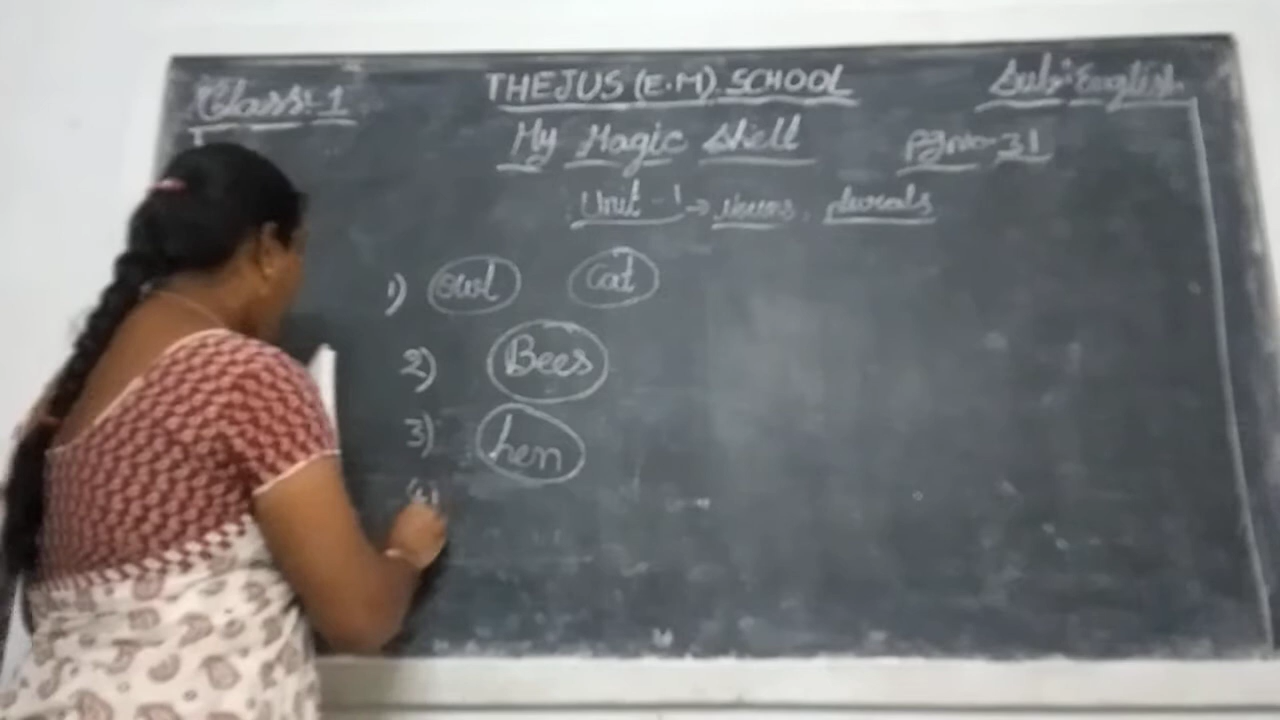 Class: 1 THEJUS (E.M) SCHOOL Sub: English
My Magic Shell Pg no- 31
Unit - 1 → Nouns, plurals
1) owl cat
2) Bees
3) hen
4)